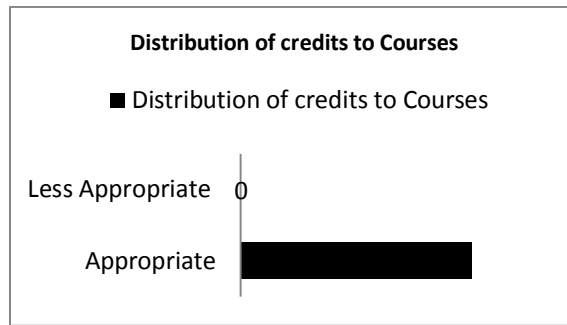 Distribution of credits to Courses
Distribution of credits to Courses
Less Appropriate 0
Appropriate